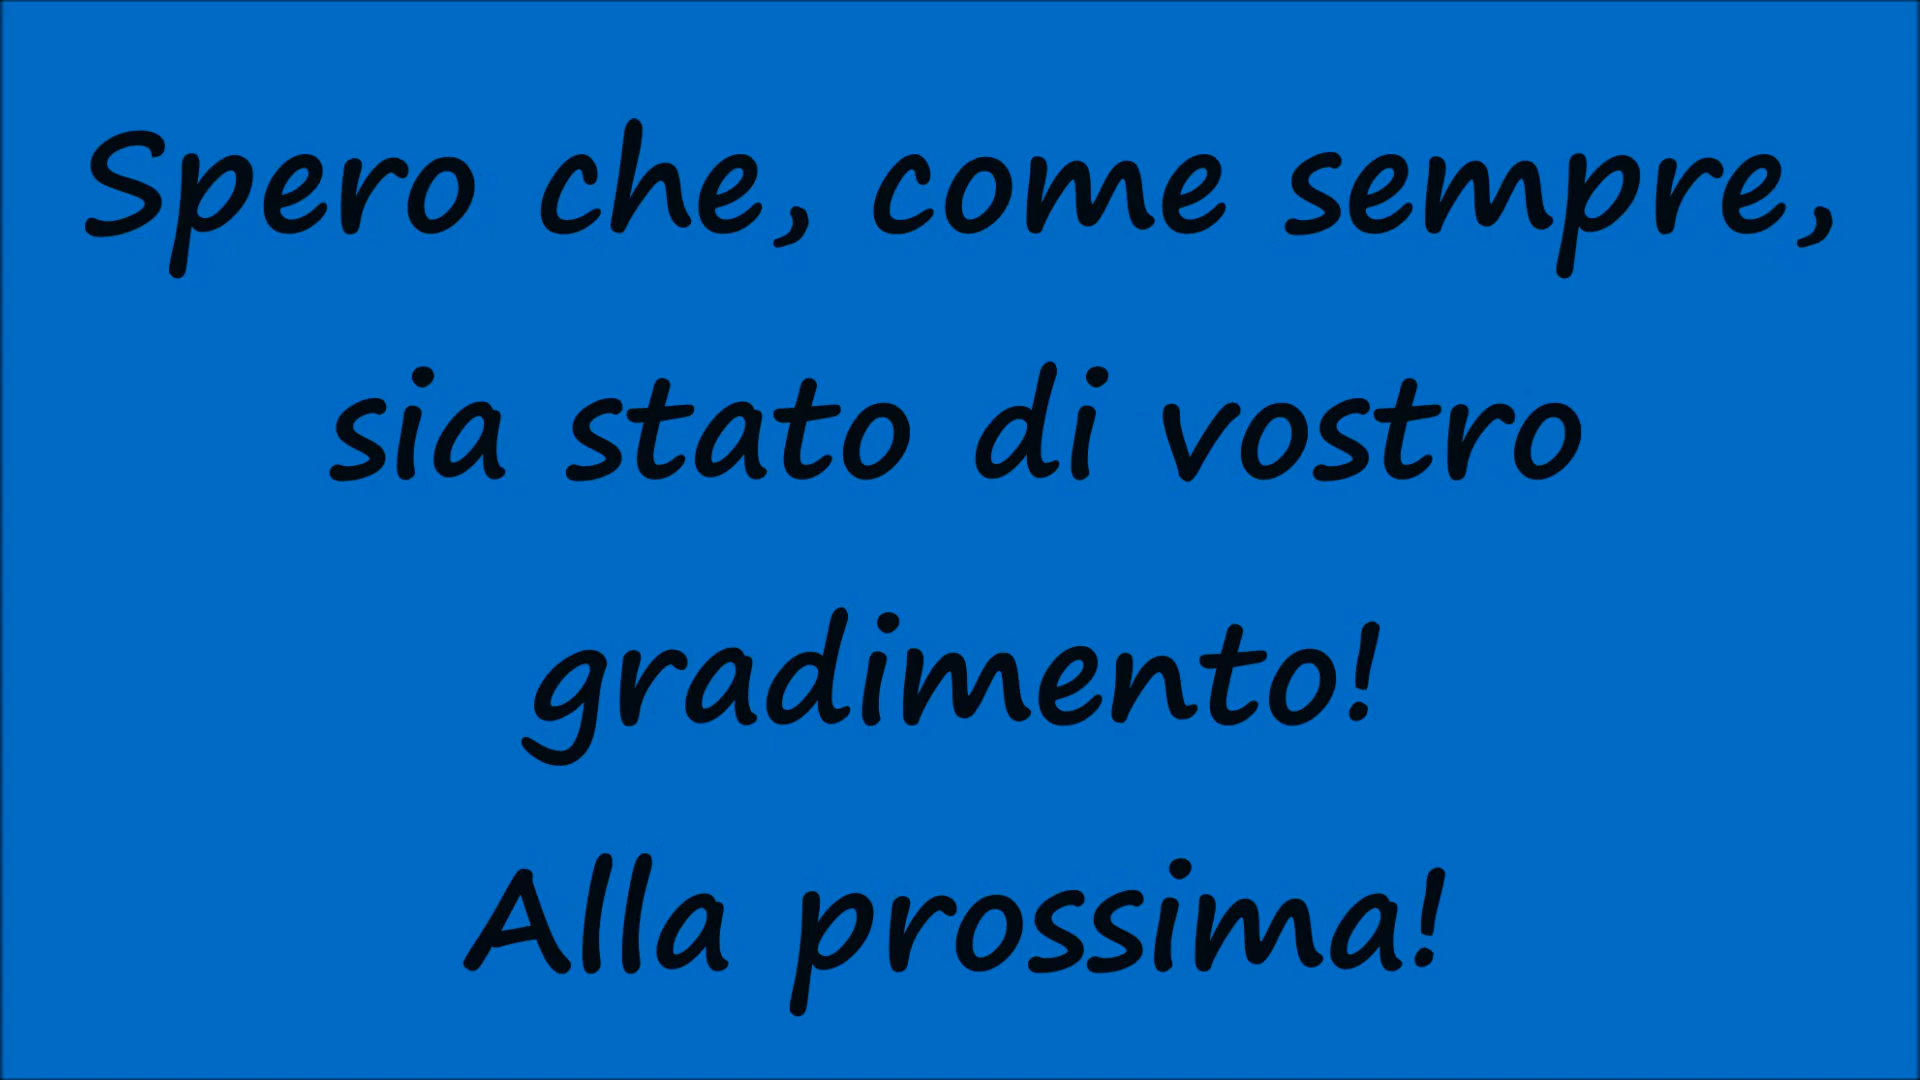 Spero che, come sempre,
sia stato di vostro
gradimento!
Alla prossima!